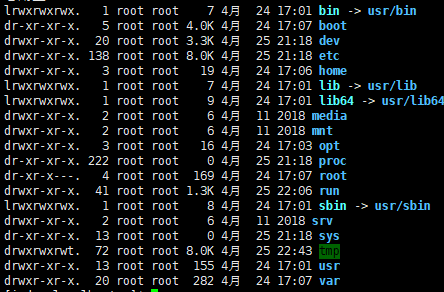 lrwxrwxrwx.   1 root root    7 4月  24 17:01 bin -> usr/bin
dr-xr-xr-x.   5 root root 4.0K 4月  24 17:07 boot
drwxr-xr-x.  20 root root 3.3K 4月  25 21:18 dev
drwxr-xr-x. 138 root root 8.0K 4月  25 21:18 etc
drwxr-xr-x.   3 root root   19 4月  24 17:06 home
lrwxrwxrwx.   1 root root    7 4月  24 17:01 lib -> usr/lib
lrwxrwxrwx.   1 root root    9 4月  24 17:01 lib64 -> usr/lib64
drwxr-xr-x.   2 root root    6 4月  11 2018 media
drwxr-xr-x.   2 root root    6 4月  11 2018 mnt
drwxr-xr-x.   3 root root   16 4月  24 17:03 opt
dr-xr-xr-x. 222 root root    0 4月  25 21:18 proc
dr-xr-x---.   4 root root  169 4月  24 17:07 root
drwxr-xr-x.  41 root root 1.3K 4月  25 22:06 run
lrwxrwxrwx.   1 root root    8 4月  24 17:01 sbin -> usr/sbin
drwxr-xr-x.   2 root root    6 4月  11 2018 srv
dr-xr-xr-x.  13 root root    0 4月  25 21:18 sys
drwxrwxrwt.  72 root root 8.0K 4月  25 22:43 tmp
drwxr-xr-x.  13 root root  155 4月  24 17:01 usr
drwxr-xr-x.  20 root root  282 4月  24 17:07 var